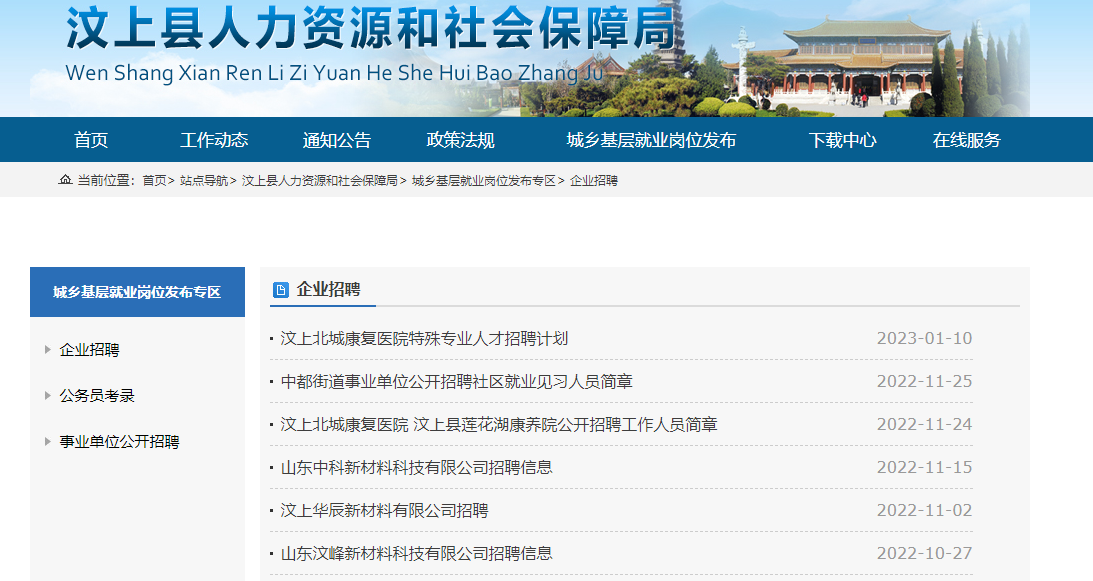 汶上县人力资源和社会保障局
Wen Shang Xian Ren Li Zi Yuan He She Hui Bao Zhang Ju
首页 工作动态 通知公告 政策法规 城乡基层就业岗位发布 下载中心 在线服务
当前位置：首页> 站点导航> 汶上县人力资源和社会保障局> 城乡基层就业岗位发布专区> 企业招聘
城乡基层就业岗位发布专区
企业招聘
公务员考录
事业单位公开招聘
企业招聘
汶上北城康复医院特殊专业人才招聘计划 2023-01-10
中都街道事业单位公开招聘社区就业见习人员简章 2022-11-25
汶上北城康复医院 汶上县莲花湖康养院公开招聘工作人员简章 2022-11-24
山东中科新材料科技有限公司招聘信息 2022-11-15
汶上华辰新材料有限公司招聘 2022-11-02
山东汶峰新材料科技有限公司招聘信息 2022-10-27